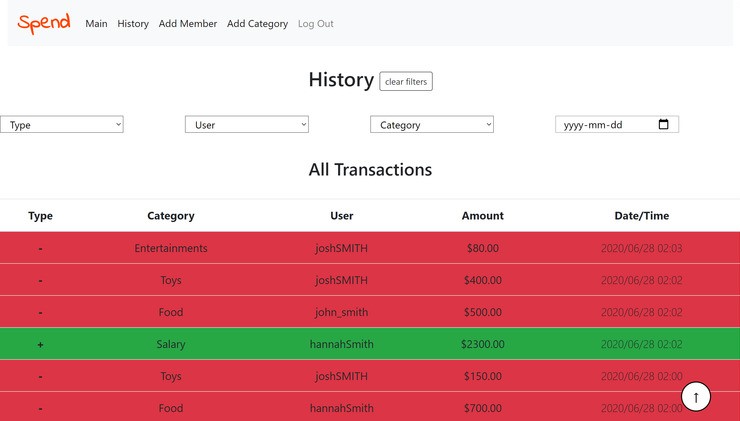 Spend Main History Add Member Add Category Log Out
History clear filters
Type User Category yyyy-mm-dd
All Transactions
Type Category User Amount Date/Time
- Entertainments joshSMITH $80.00 2020/06/28 02:03
- Toys joshSMITH $400.00 2020/06/28 02:02
- Food john_smith $500.00 2020/06/28 02:02
+ Salary hannahSmith $2300.00 2020/06/28 02:02
- Toys joshSMITH $150.00 2020/06/28 02:00
- Food hannahSmith $700.00 2020/06/28 02:00
↑